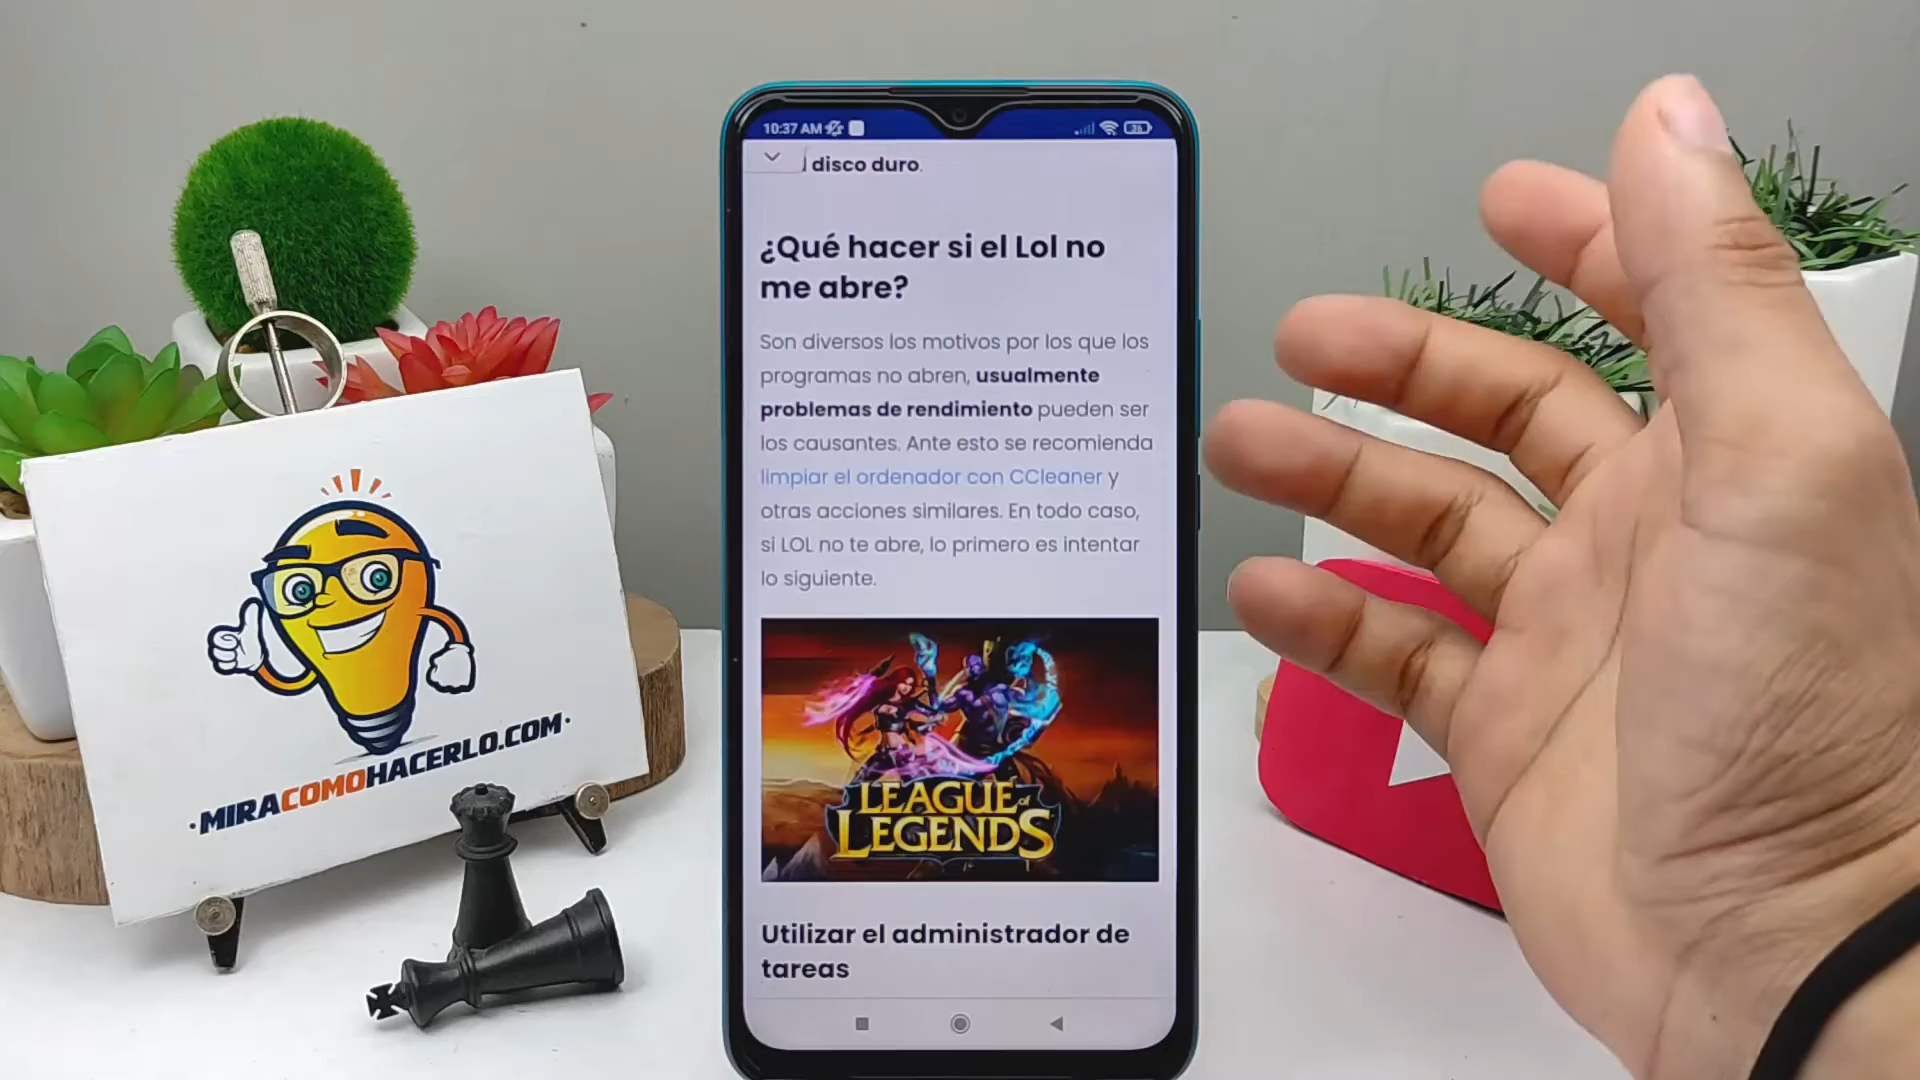 10:37 AM
36
disco duro.
¿Qué hacer si el Lol no
me abre?
Son diversos los motivos por los que los
programas no abren, usualmente
problemas de rendimiento pueden ser
los causantes. Ante esto se recomienda
limpiar el ordenador con CCleaner y
otras acciones similares. En todo caso,
si LOL no te abre, lo primero es intentar
lo siguiente.
LEAGUE of
LEGENDS
Utilizar el administrador de
tareas
·MIRACOMOHACERLO.COM·